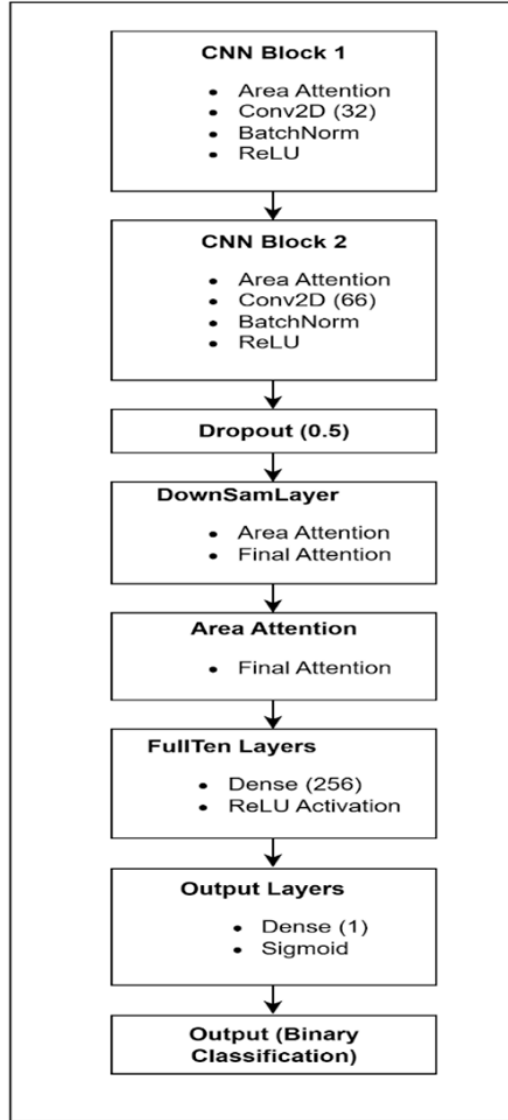 CNN Block 1
• Area Attention
• Conv2D (32)
• BatchNorm
• ReLU
CNN Block 2
• Area Attention
• Conv2D (66)
• BatchNorm
• ReLU
Dropout (0.5)
DownSamLayer
• Area Attention
• Final Attention
Area Attention
• Final Attention
FullTen Layers
• Dense (256)
• ReLU Activation
Output Layers
• Dense (1)
• Sigmoid
Output (Binary
Classification)